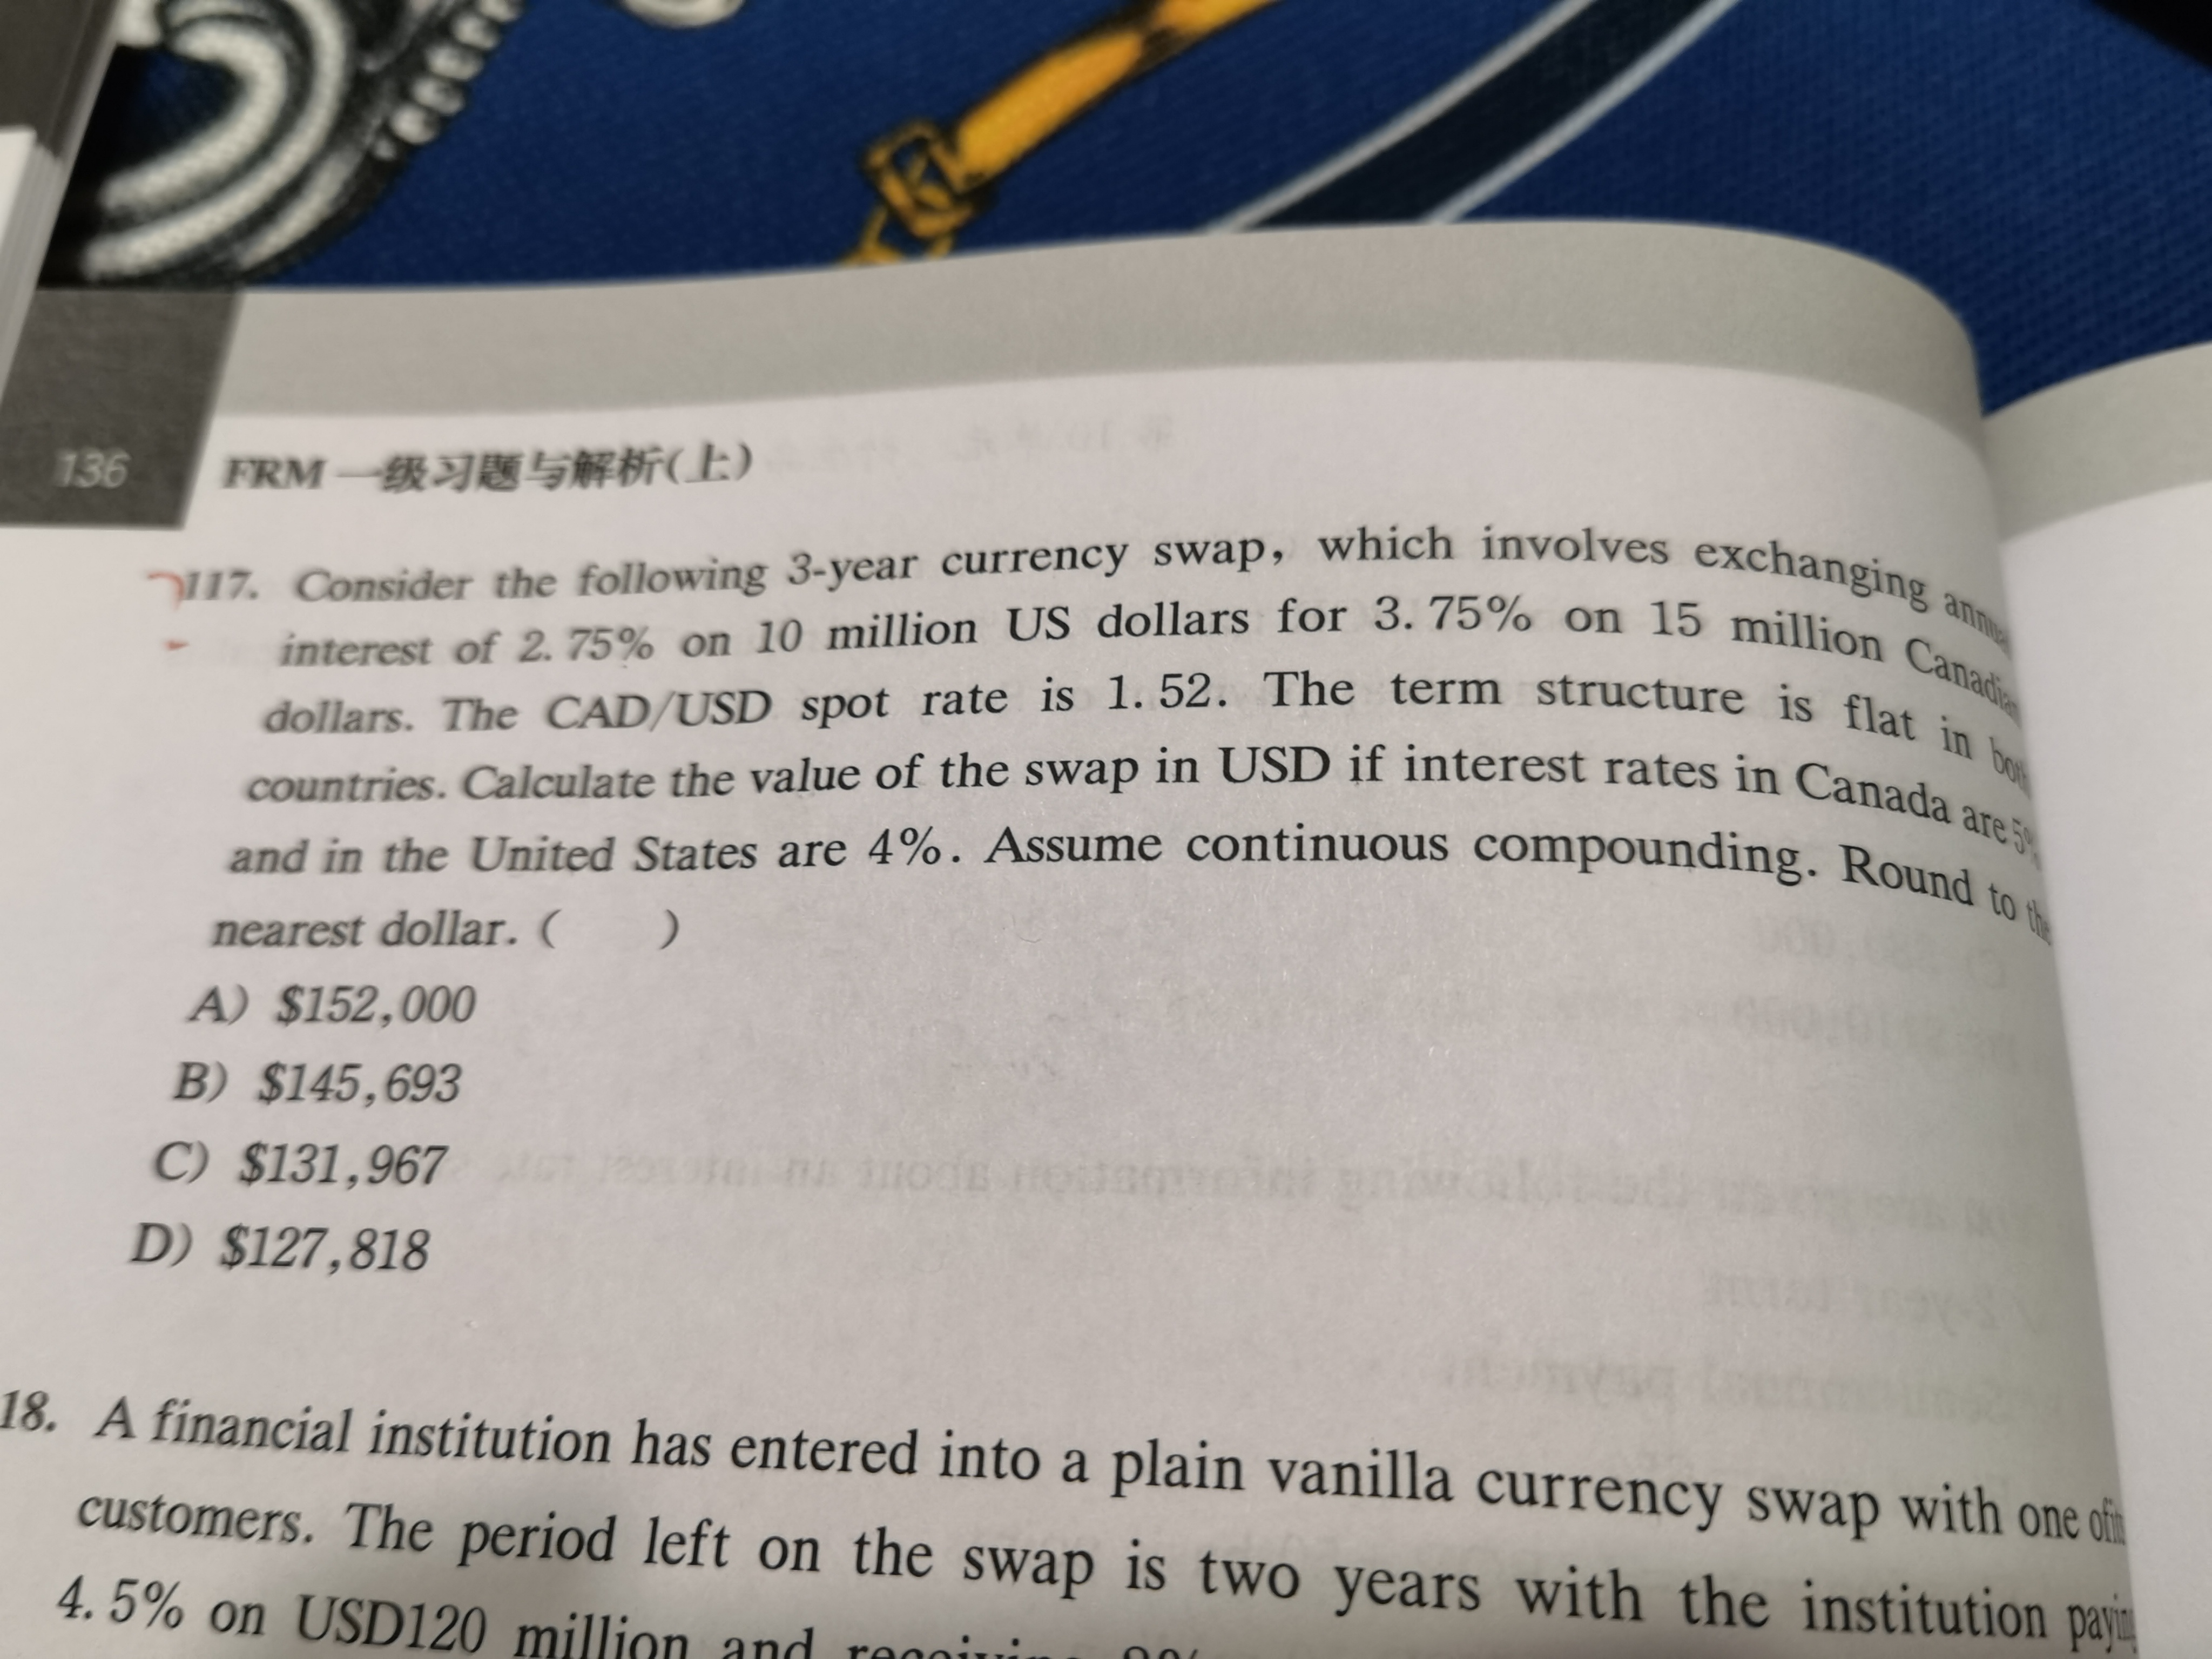 136
FRM 一级习题与解析(上)
117. Consider the following 3-year currency swap, which involves exchanging
interest of 2.75% on 10 million US dollars for 3.75% on 15 million Canadian
dollars. The CAD/USD spot rate is 1.52. The term structure is flat in
countries. Calculate the value of the swap in USD if interest rates in Canada are 5%
and in the United States are 4%. Assume continuous compounding. Round to the
nearest dollar. ( )
A) $152,000
B) $145,693
C) $131,967
D) $127,818
18. A financial institution has entered into a plain vanilla currency swap with one
customers. The period left on the swap is two years with the institution paying
4.5% on USD120 million and